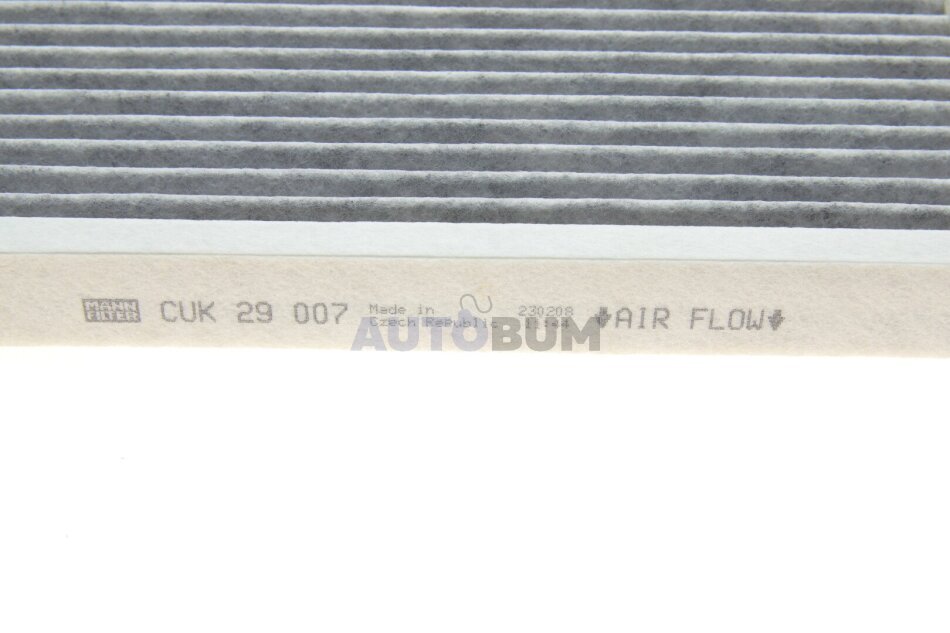 MANN
FILTER
CUK 29 007
Made in
Czech Republic
230208
AIR FLOW
AUTOBUM